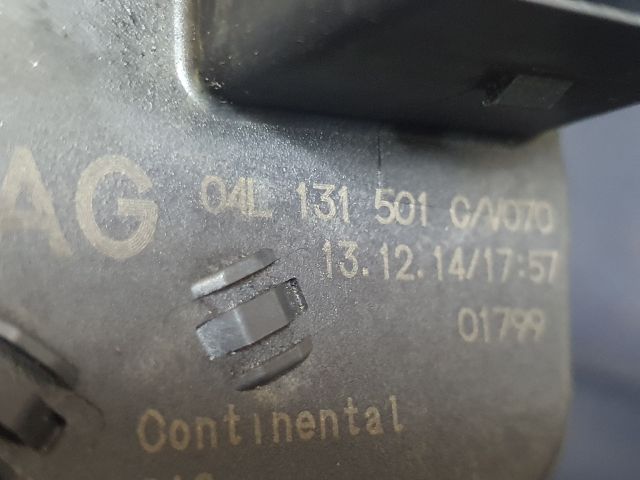 AG 04L 131 501 C/V070
13.12.14/17:57
01799
Continental